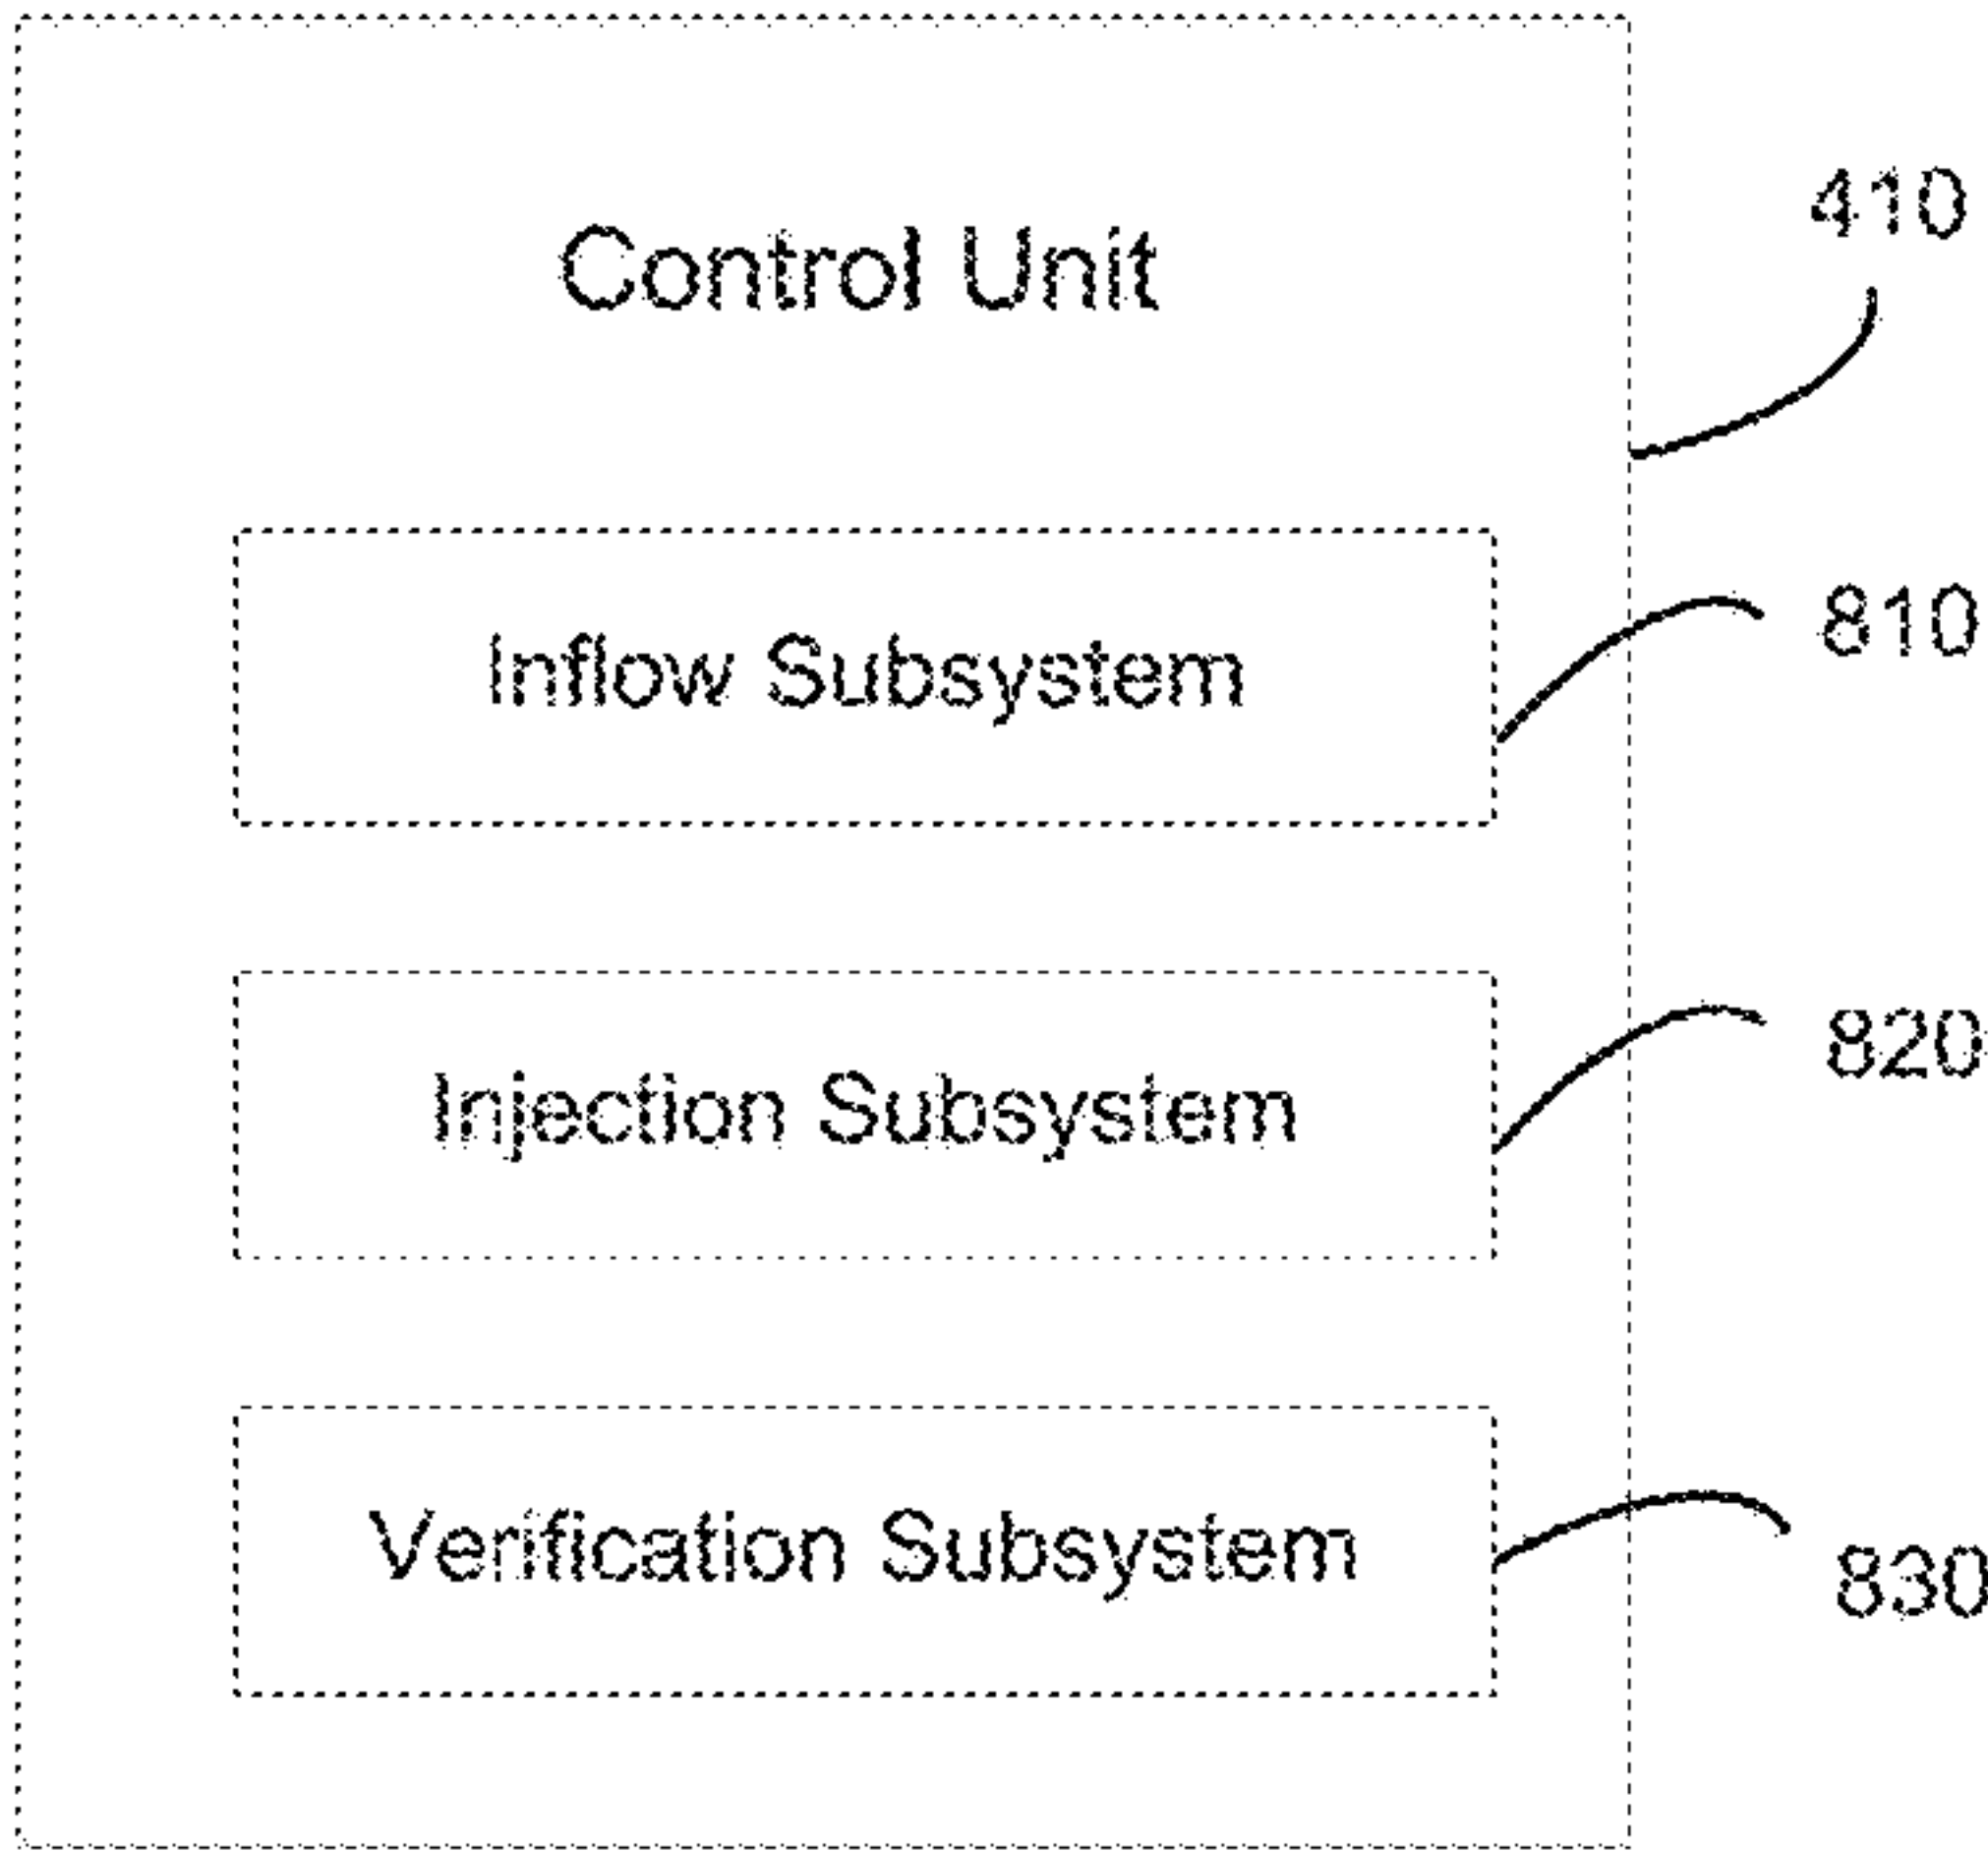 Control Unit
410
Inflow Subsystem
810
Injection Subsystem
820
Verification Subsystem
830